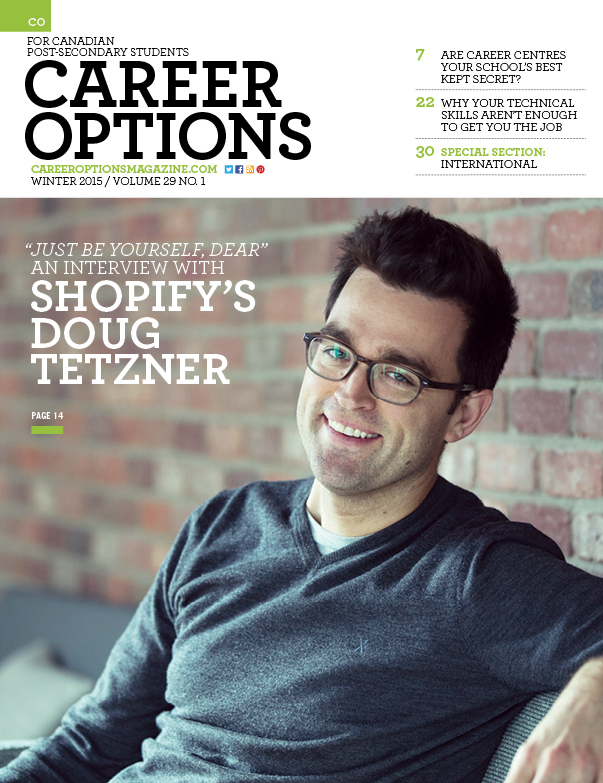 CO
FOR CANADIAN
POST-SECONDARY STUDENTS
CAREER
OPTIONS
CAREEROPTIONSMAGAZINE.COM
WINTER 2015 / VOLUME 29 NO. 1
7 ARE CAREER CENTRES
YOUR SCHOOL'S BEST
KEPT SECRET?
22 WHY YOUR TECHNICAL
SKILLS AREN'T ENOUGH
TO GET YOU THE JOB
30 SPECIAL SECTION:
INTERNATIONAL
“JUST BE YOURSELF, DEAR”
AN INTERVIEW WITH
SHOPIFY'S
DOUG
TETZNER
PAGE 14